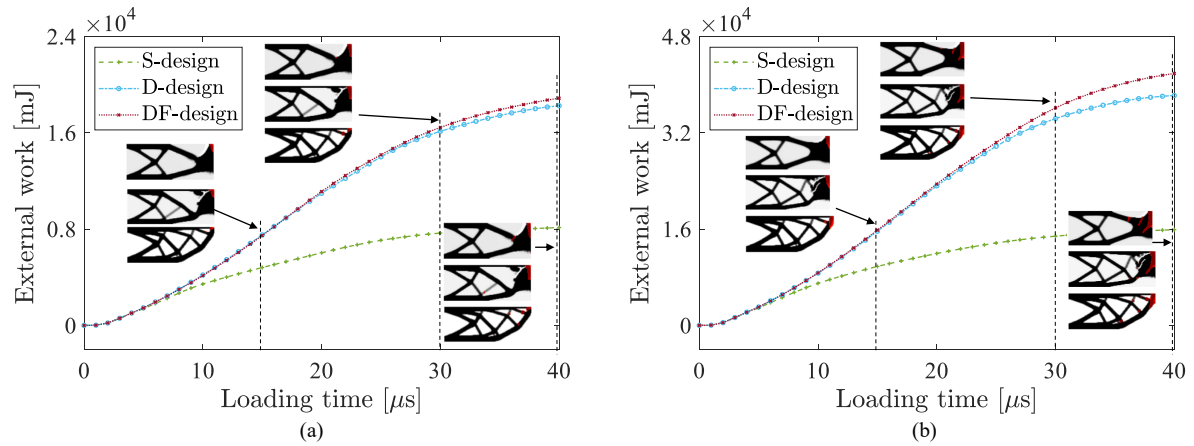 ×10⁴
2.4
1.6
0.8
0
External work [mJ]
S-design
D-design
DF-design
0 10 20 30 40
Loading time [μs]
(a)
×10⁴
4.8
3.2
1.6
0
External work [mJ]
S-design
D-design
DF-design
0 10 20 30 40
Loading time [μs]
(b)